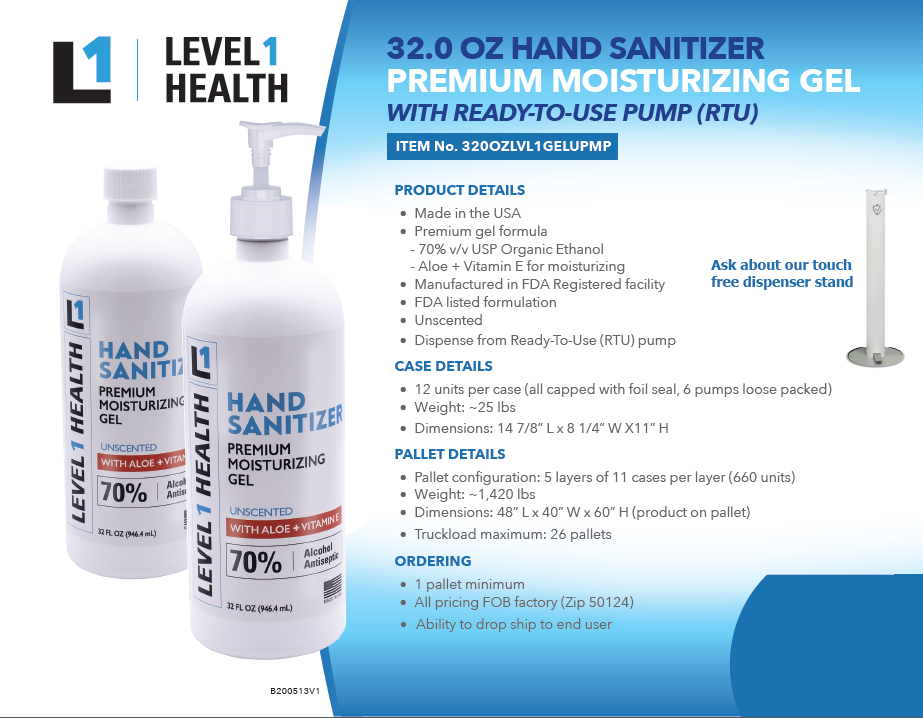 LEVEL1
HEALTH
32.0 OZ HAND SANITIZER
PREMIUM MOISTURIZING GEL
WITH READY-TO-USE PUMP (RTU)
ITEM No. 320OZLVL1GELUPMP
PRODUCT DETAILS
• Made in the USA
• Premium gel formula
- 70% v/v USP Organic Ethanol
- Aloe + Vitamin E for moisturizing
• Manufactured in FDA Registered facility
• FDA listed formulation
• Unscented
• Dispense from Ready-To-Use (RTU) pump
Ask about our touch
free dispenser stand
CASE DETAILS
• 12 units per case (all capped with foil seal, 6 pumps loose packed)
• Weight: ~25 lbs
• Dimensions: 14 7/8” L x 8 1/4” W X11” H
PALLET DETAILS
• Pallet configuration: 5 layers of 11 cases per layer (660 units)
• Weight: ~1,420 lbs
• Dimensions: 48” L x 40” W x 60” H (product on pallet)
• Truckload maximum: 26 pallets
ORDERING
• 1 pallet minimum
• All pricing FOB factory (Zip 50124)
• Ability to drop ship to end user
L1
LEVEL 1 HEALTH
HAND
SANITIZ
PREMIUM
MOISTURIZING
GEL
UNSCENTED
WITH ALOE + VITAM
70%
Alcoh
Antise
32 FL OZ (946.4 mL)
L1
LEVEL 1 HEALTH
HAND
SANITIZER
PREMIUM
MOISTURIZING
GEL
UNSCENTED
WITH ALOE + VITAMIN E
70%
Alcohol
Antiseptic
32 FL OZ (946.4 mL)
B200513V1